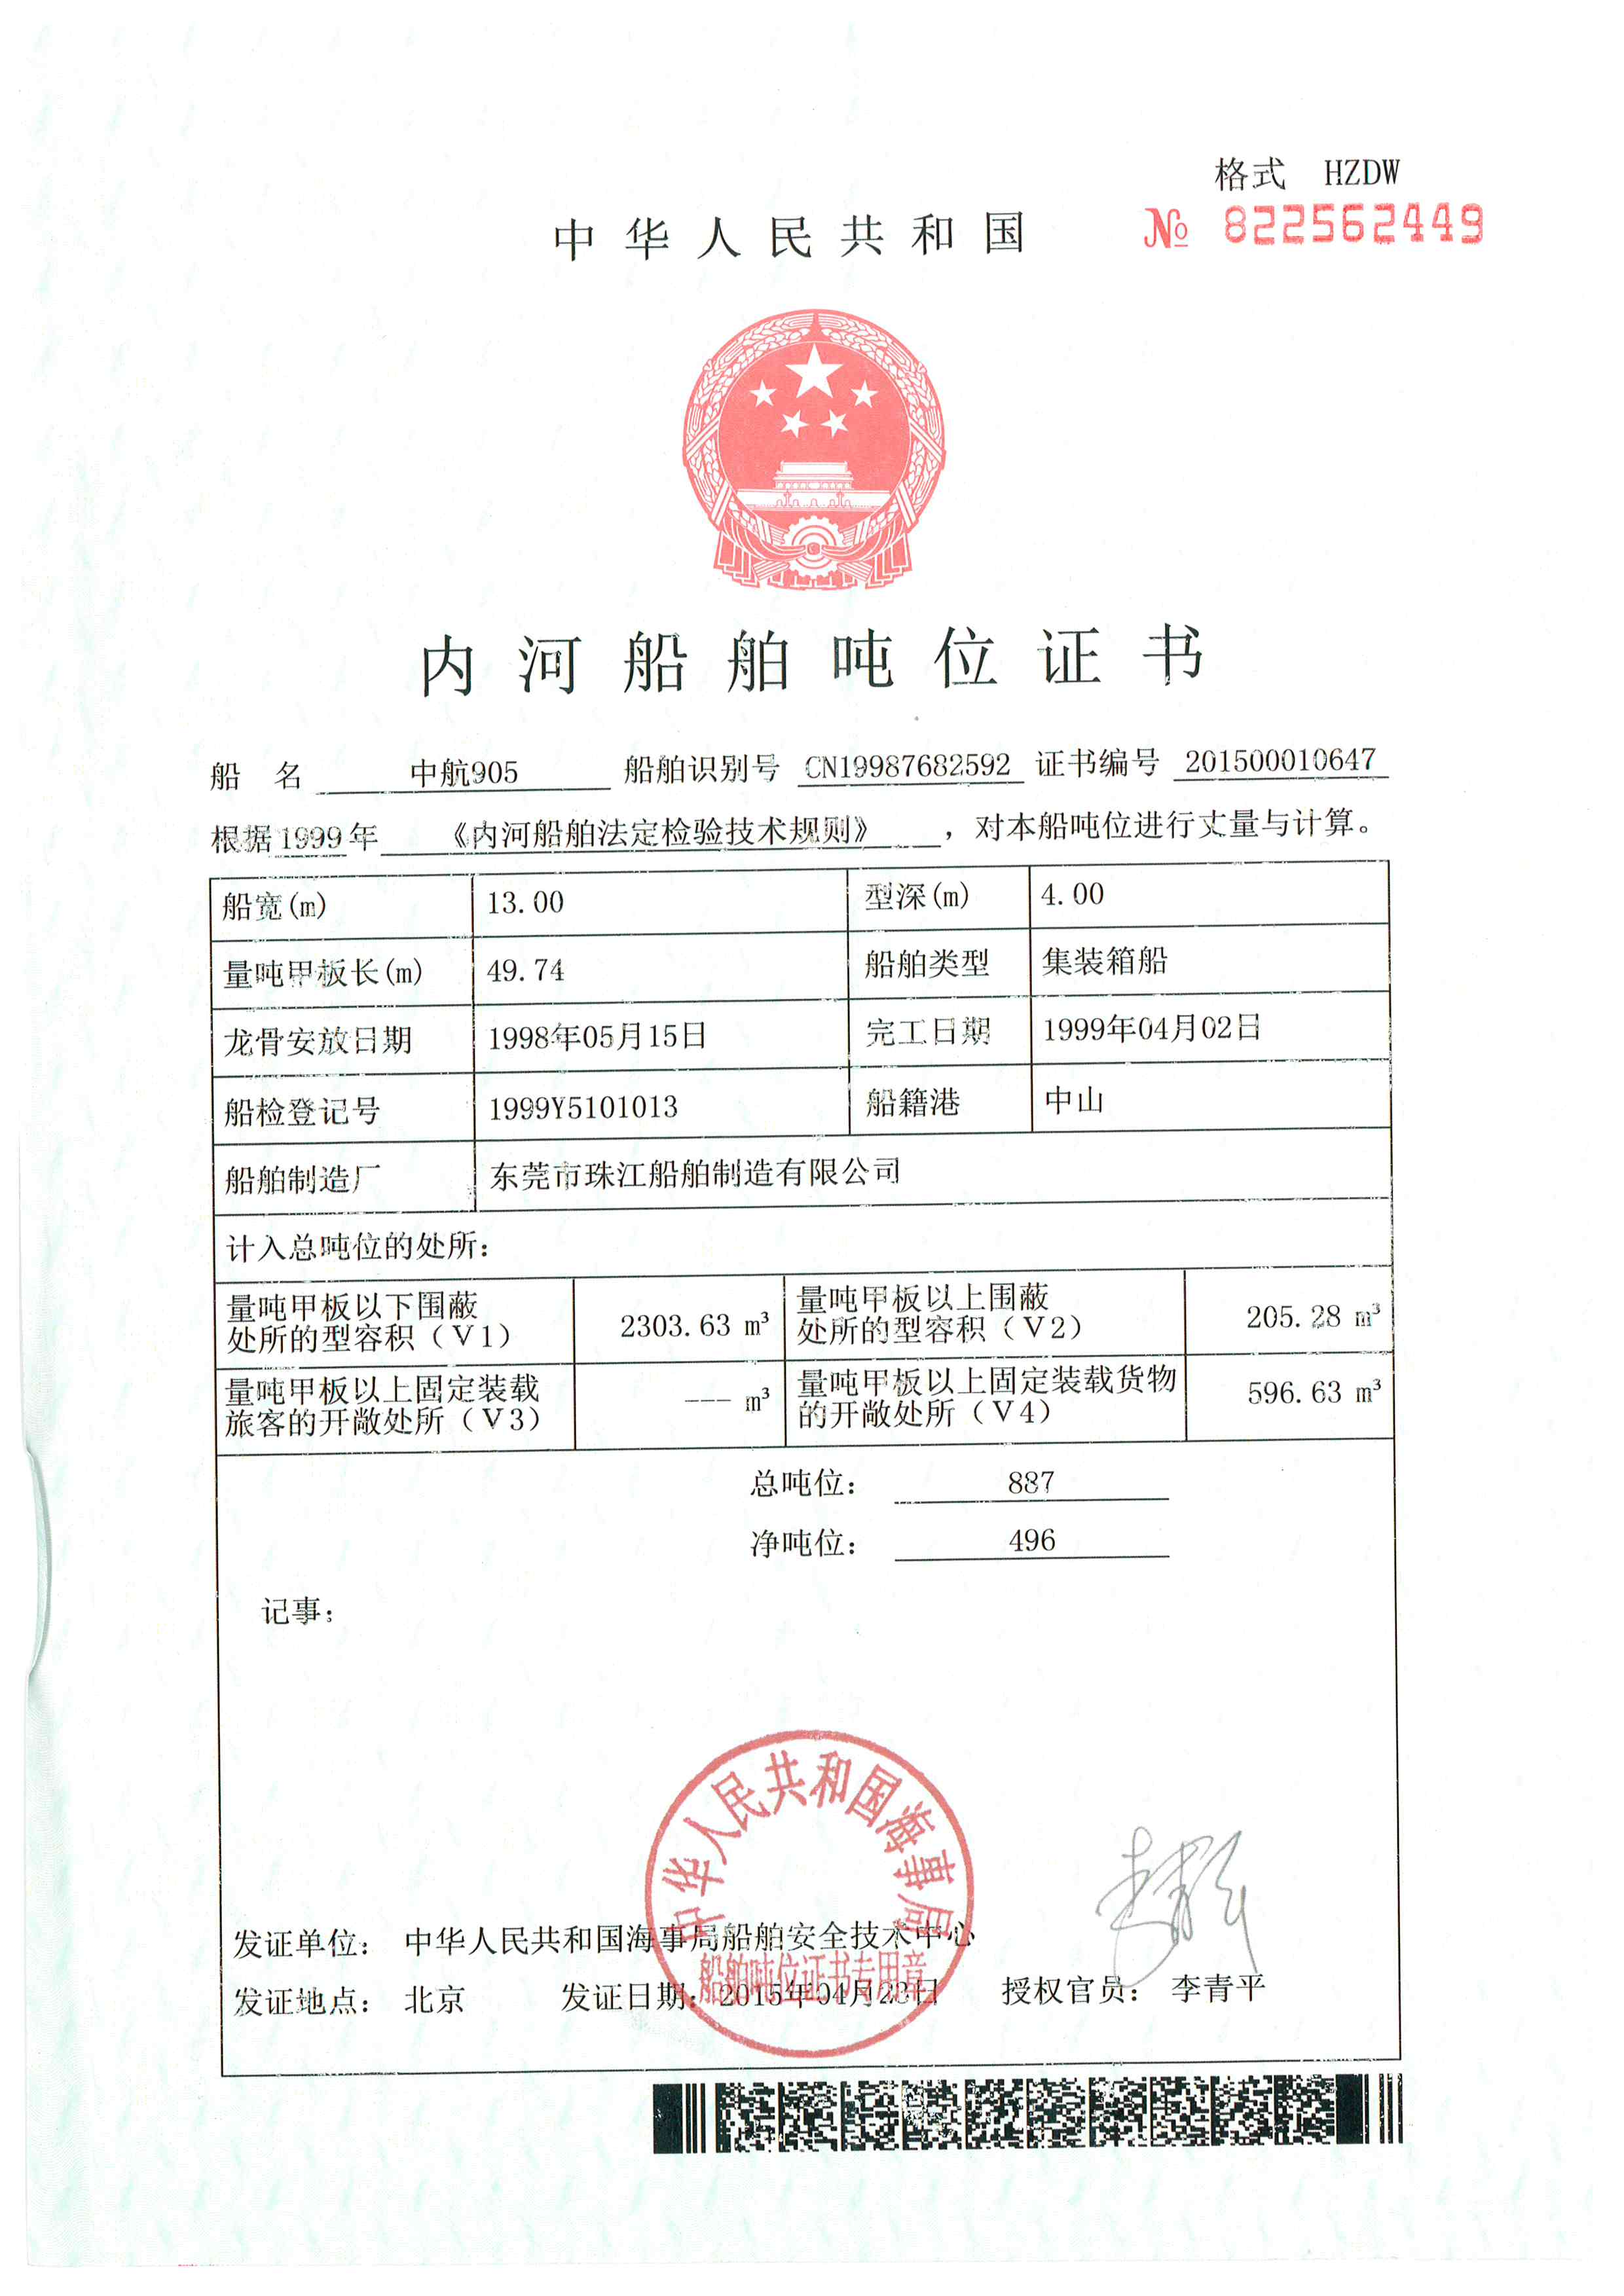 格式 HZDW
№ 822562449
中华人民共和国
内河船舶吨位证书
船 名 中航905 船舶识别号 CN19987682592 证书编号 201500010647
根据1999年 《内河船舶法定检验技术规则》 ，对本船吨位进行丈量与计算。
船宽(m) 13.00 型深(m) 4.00
量吨甲板长(m) 49.74 船舶类型 集装箱船
龙骨安放日期 1998年05月15日 完工日期 1999年04月02日
船检登记号 1999Y5101013 船籍港 中山
船舶制造厂 东莞市珠江船舶制造有限公司
计入总吨位的处所：
量吨甲板以下围蔽
处所的型容积（V1） 2303.63 m³
量吨甲板以上围蔽
处所的型容积（V2） 205.28 m³
量吨甲板以上固定装载
旅客的开敞处所（V3） --- m³
量吨甲板以上固定装载货物
的开敞处所（V4） 596.63 m³
总吨位： 887
净吨位： 496
记事：
中华人民共和国海事局
船舶吨位证书专用章
发证单位： 中华人民共和国海事局船舶安全技术中心
发证地点： 北京 发证日期： 2015年04月23日 授权官员： 李青平